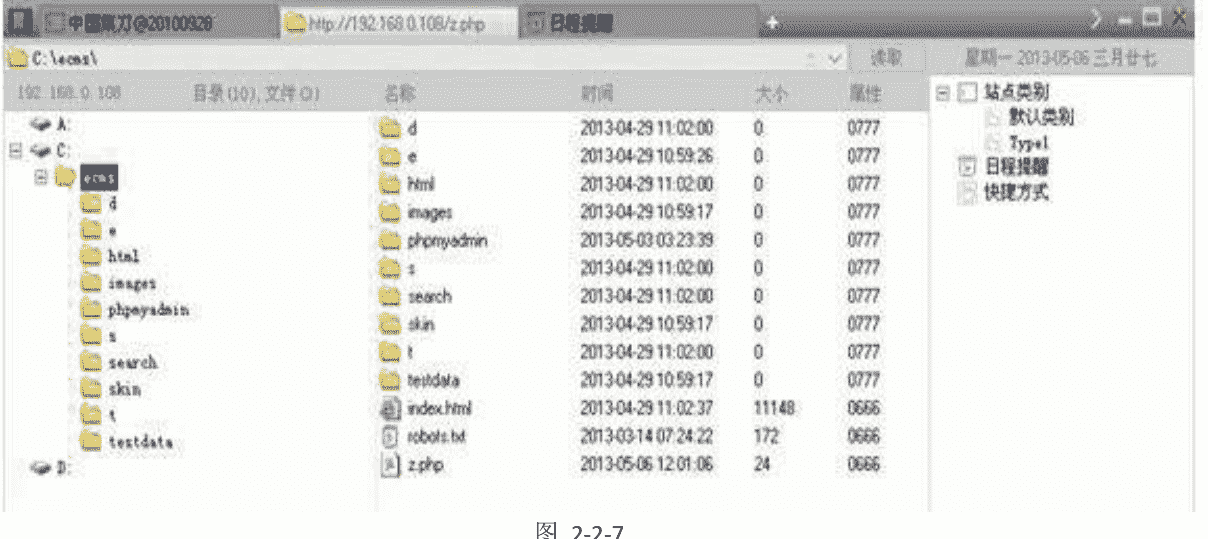 中国菜刀@20100928 http://192.168.0.108/z.php 日程提醒
C:\ecms\ 读取 星期一 2013-05-06 三月廿七
192.168.0.108 目录(10),文件(3) 名称 时间 大小 属性
A:
C:
ecms
d
e
html
images
phpmyadmin
s
search
skin
t
testdata
D:
d 2013-04-29 11:02:00 0 0777
e 2013-04-29 10:59:26 0 0777
html 2013-04-29 11:02:00 0 0777
images 2013-04-29 10:59:17 0 0777
phpmyadmin 2013-05-03 03:23:39 0 0777
s 2013-04-29 11:02:00 0 0777
search 2013-04-29 11:02:00 0 0777
skin 2013-04-29 10:59:17 0 0777
t 2013-04-29 11:02:00 0 0777
testdata 2013-04-29 10:59:17 0 0777
index.html 2013-04-29 11:02:37 11148 0666
robots.txt 2013-03-14 07:24:22 172 0666
z.php 2013-05-06 12:01:06 24 0666
站点类别
默认类别
Type1
日程提醒
快捷方式
图 2-2-7